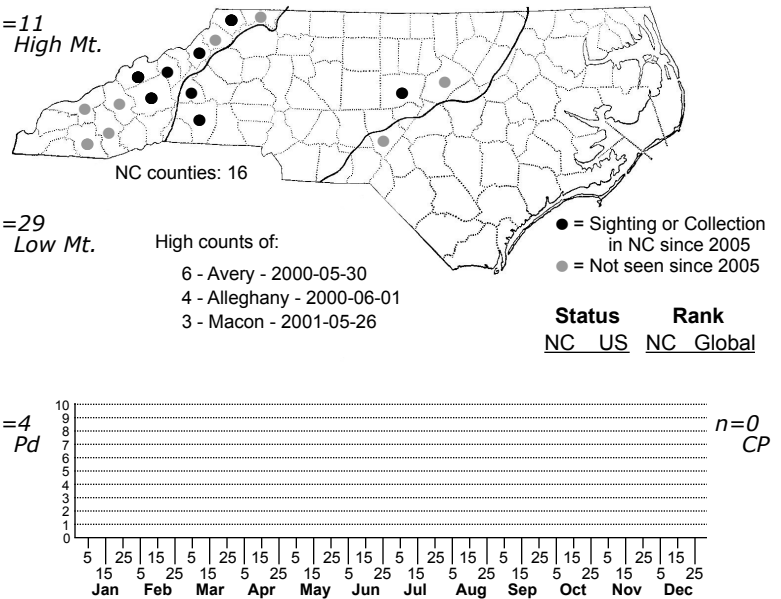 =11
High Mt.
NC counties: 16
=29
Low Mt.
High counts of:
6 - Avery - 2000-05-30
4 - Alleghany - 2000-06-01
3 - Macon - 2001-05-26
= Sighting or Collection
in NC since 2005
= Not seen since 2005
Status Rank
NC US NC Global
=4
Pd
n=0
CP
10
9
8
7
6
5
4
3
2
1
0
5 25 15 5 25 15 5 25 15 5 25 15 5 25 15 5 25 15
15 5 25 15 5 25 15 5 25 15 5 25 15 5 25 15 5 25
Jan Feb Mar Apr May Jun Jul Aug Sep Oct Nov Dec